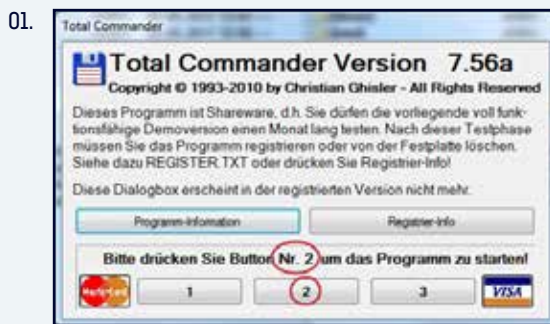 01.
Total Commander
Total Commander Version 7.56a
Copyright © 1993-2010 by Christian Ghisler - All Rights Reserved
Dieses Programm ist Shareware, d.h. Sie dürfen die vorliegende voll funk-
tionsfähige Demoversion einen Monat lang testen. Nach dieser Testphase
müssen Sie das Programm registrieren oder von der Festplatte löschen.
Siehe dazu REGISTER.TXT oder drücken Sie Registrier-Info!
Diese Dialogbox erscheint in der registrierten Version nicht mehr.
Programm-Information Registrier-Info
Bitte drücken Sie Button Nr. 2 um das Programm zu starten!
MasterCard 1 2 3 VISA